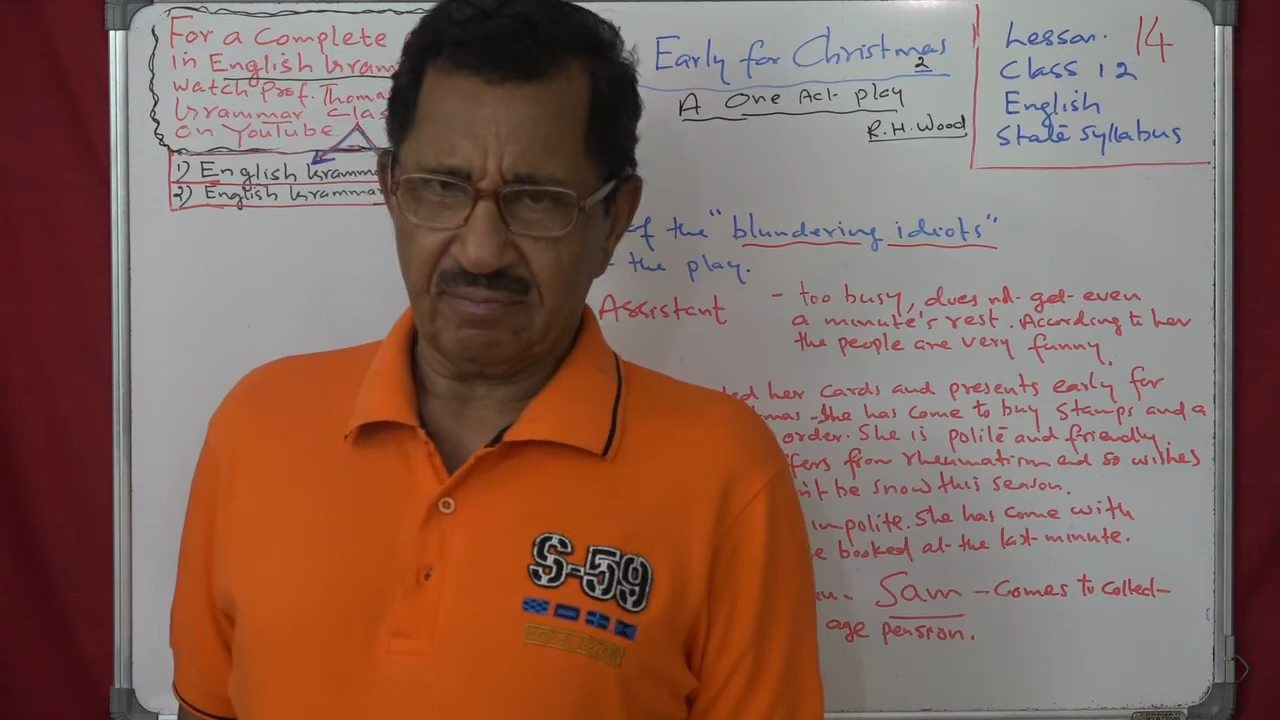 For a Complete
in English Gram
watch Prof. Thomas
Grammar Clas
on YouTube
1) English Gramma
2) English Grammar
Early for Christmas
2
A One Act play
R.H.Wood
Lesson. 14
Class 12
English
State Syllabus
of the "blundering idiots"
the play.
Assistant - too busy, does not get even
a minute's rest. According to her
the people are very funny.
ed her cards and presents early for
mas. She has come to buy stamps and a
order. She is polite and friendly.
fers from rheumatism and so wishes
n't be snow this season.
impolite. She has come with
e booked at the last minute.
Sam - Comes to collect
age pension.
S-59